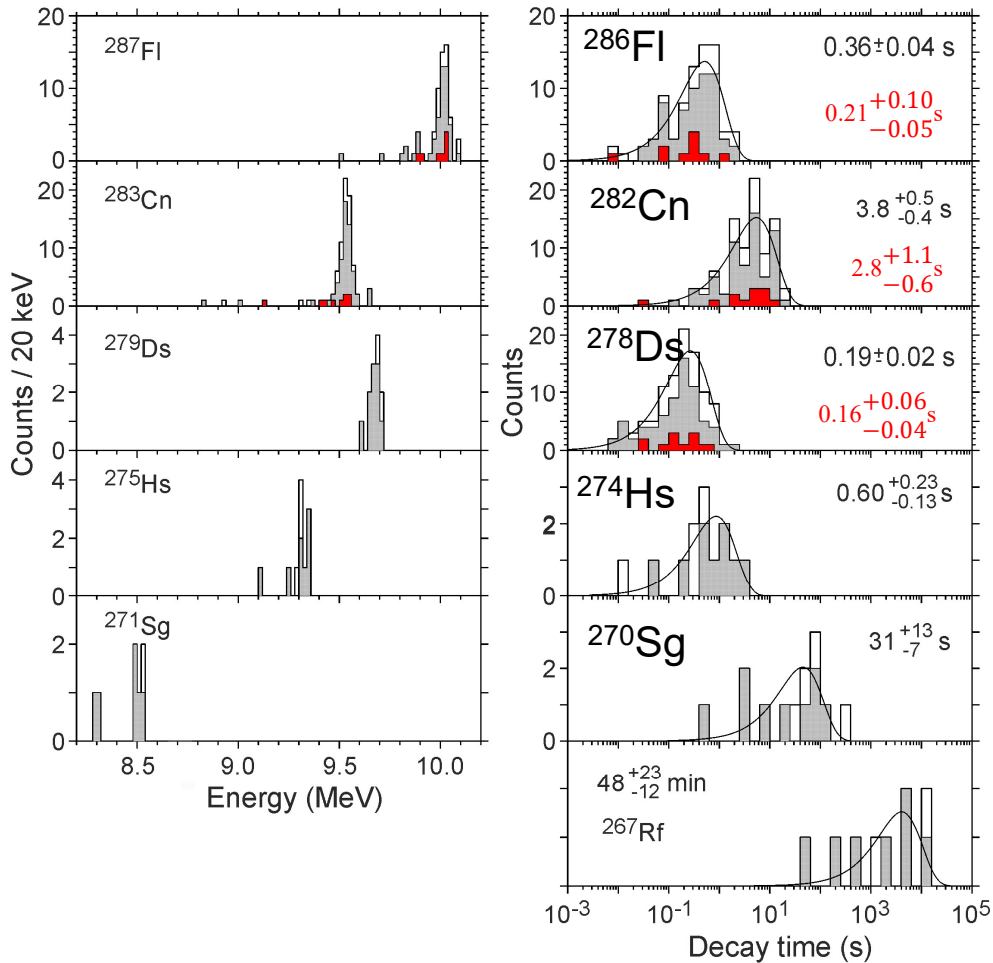 20
10
0
287Fl
20
10
0
283Cn
4
2
0
279Ds
4
2
0
275Hs
2
0
271Sg
8.5 9.0 9.5 10.0
Energy (MeV)
Counts / 20 keV
20
10
0
286Fl
0.36±0.04 s
0.21+0.10−0.05s
20
10
0
282Cn
3.8 +0.5-0.4 s
2.8+1.1−0.6s
20
10
0
278Ds
0.19±0.02 s
0.16+0.06−0.04s
2
0
274Hs
0.60 +0.23-0.13 s
2
0
270Sg
31 +13-7 s
48 +23-12 min
267Rf
10-3 10-1 101 103 105
Decay time (s)
Counts